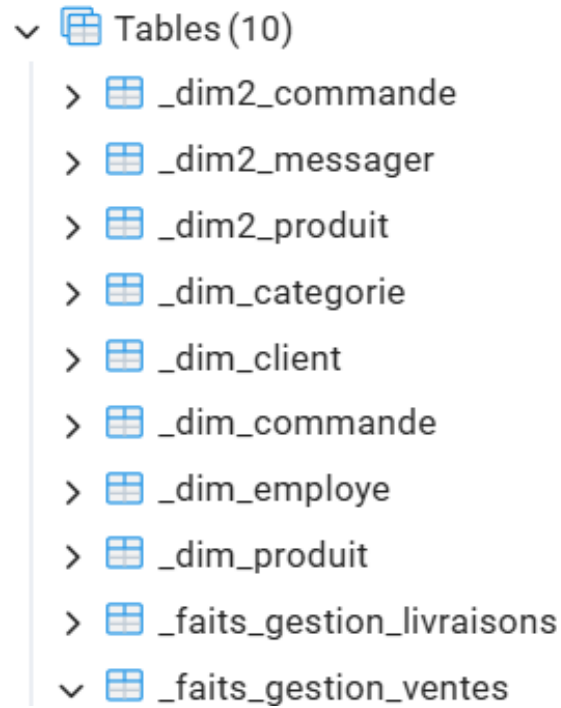 Tables (10)
_dim2_commande
_dim2_messager
_dim2_produit
_dim_categorie
_dim_client
_dim_commande
_dim_employe
_dim_produit
_faits_gestion_livraisons
_faits_gestion_ventes